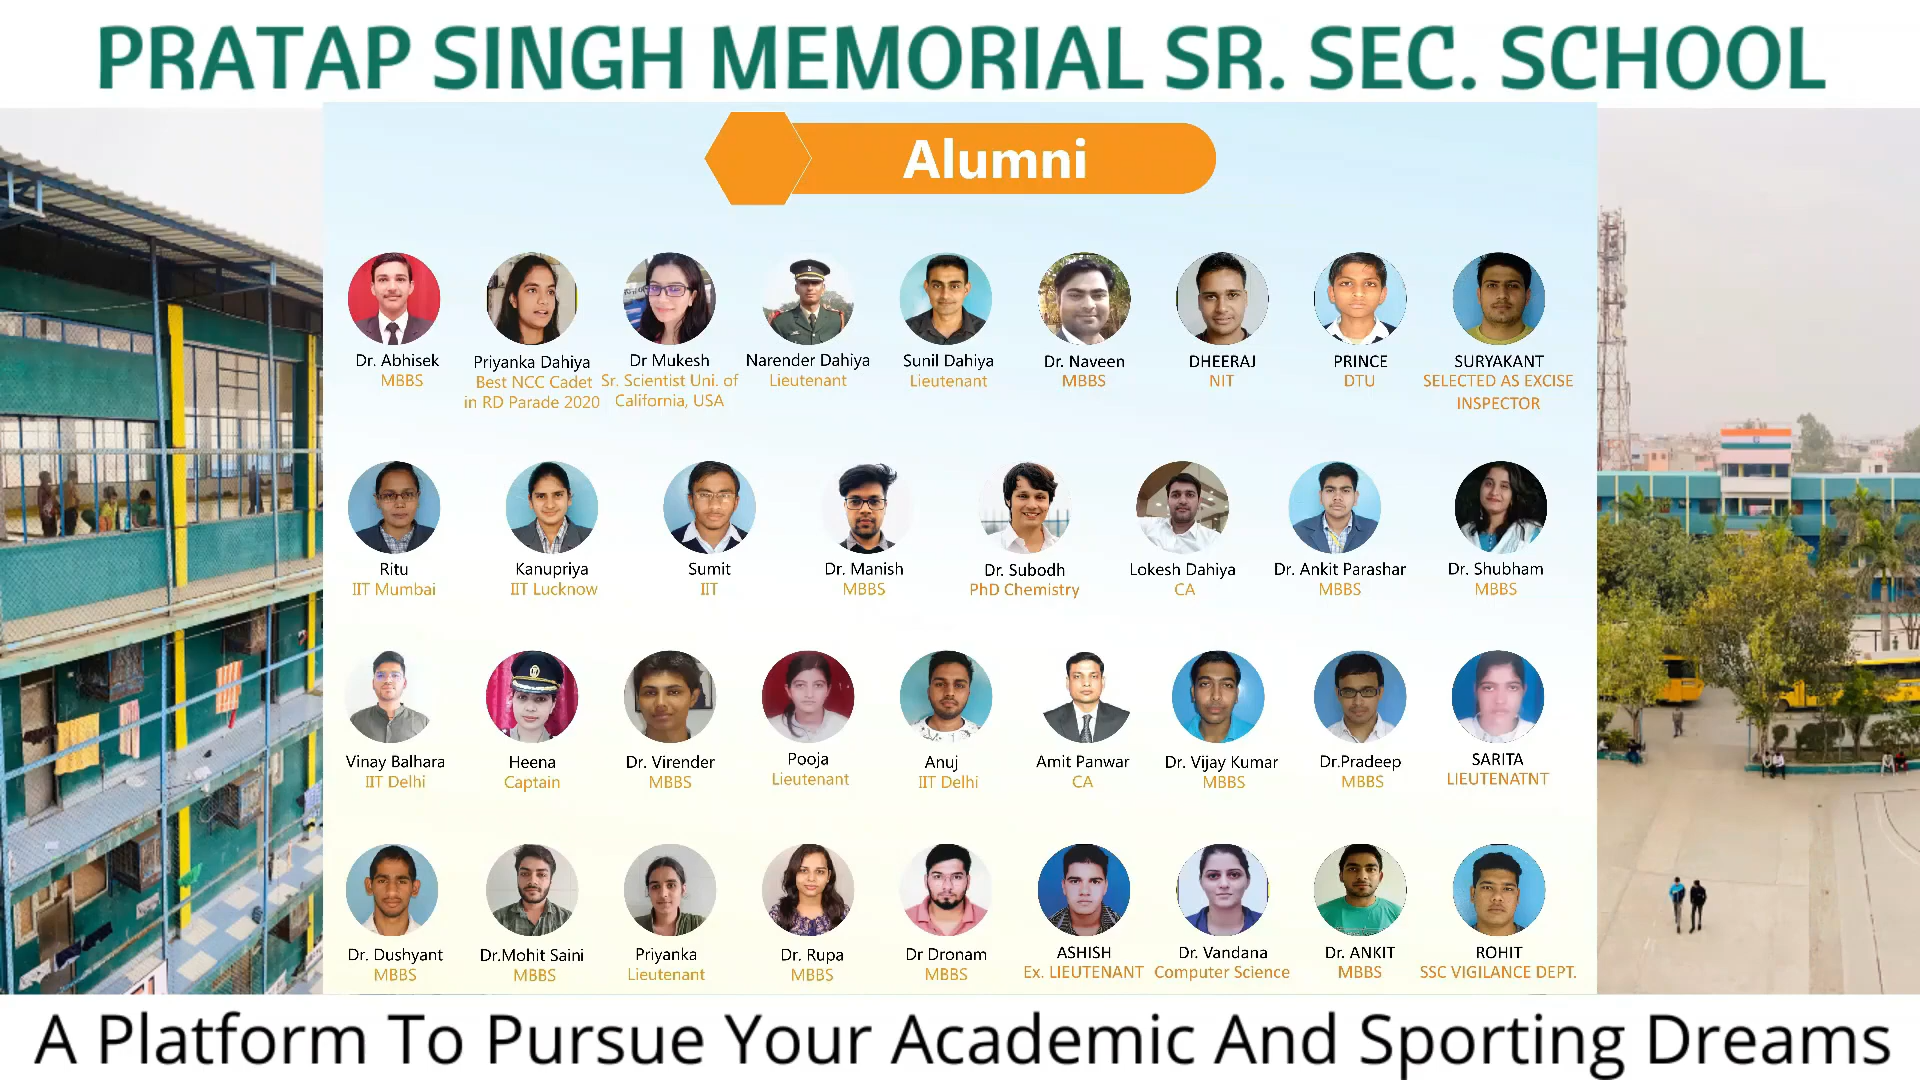 PRATAP SINGH MEMORIAL SR. SEC. SCHOOL
Alumni
Dr. Abhisek
MBBS
Priyanka Dahiya
Best NCC Cadet
in RD Parade 2020
Dr Mukesh
Sr. Scientist Uni. of
California, USA
Narender Dahiya
Lieutenant
Sunil Dahiya
Lieutenant
Dr. Naveen
MBBS
DHEERAJ
NIT
PRINCE
DTU
SURYAKANT
SELECTED AS EXCISE
INSPECTOR
Ritu
IIT Mumbai
Kanupriya
IIT Lucknow
Sumit
IIT
Dr. Manish
MBBS
Dr. Subodh
PhD Chemistry
Lokesh Dahiya
CA
Dr. Ankit Parashar
MBBS
Dr. Shubham
MBBS
Vinay Balhara
IIT Delhi
Heena
Captain
Dr. Virender
MBBS
Pooja
Lieutenant
Anuj
IIT Delhi
Amit Panwar
CA
Dr. Vijay Kumar
MBBS
Dr.Pradeep
MBBS
SARITA
LIEUTENATNT
Dr. Dushyant
MBBS
Dr.Mohit Saini
MBBS
Priyanka
Lieutenant
Dr. Rupa
MBBS
Dr Dronam
MBBS
ASHISH
Ex. LIEUTENANT
Dr. Vandana
Computer Science
Dr. ANKIT
MBBS
ROHIT
SSC VIGILANCE DEPT.
A Platform To Pursue Your Academic And Sporting Dreams